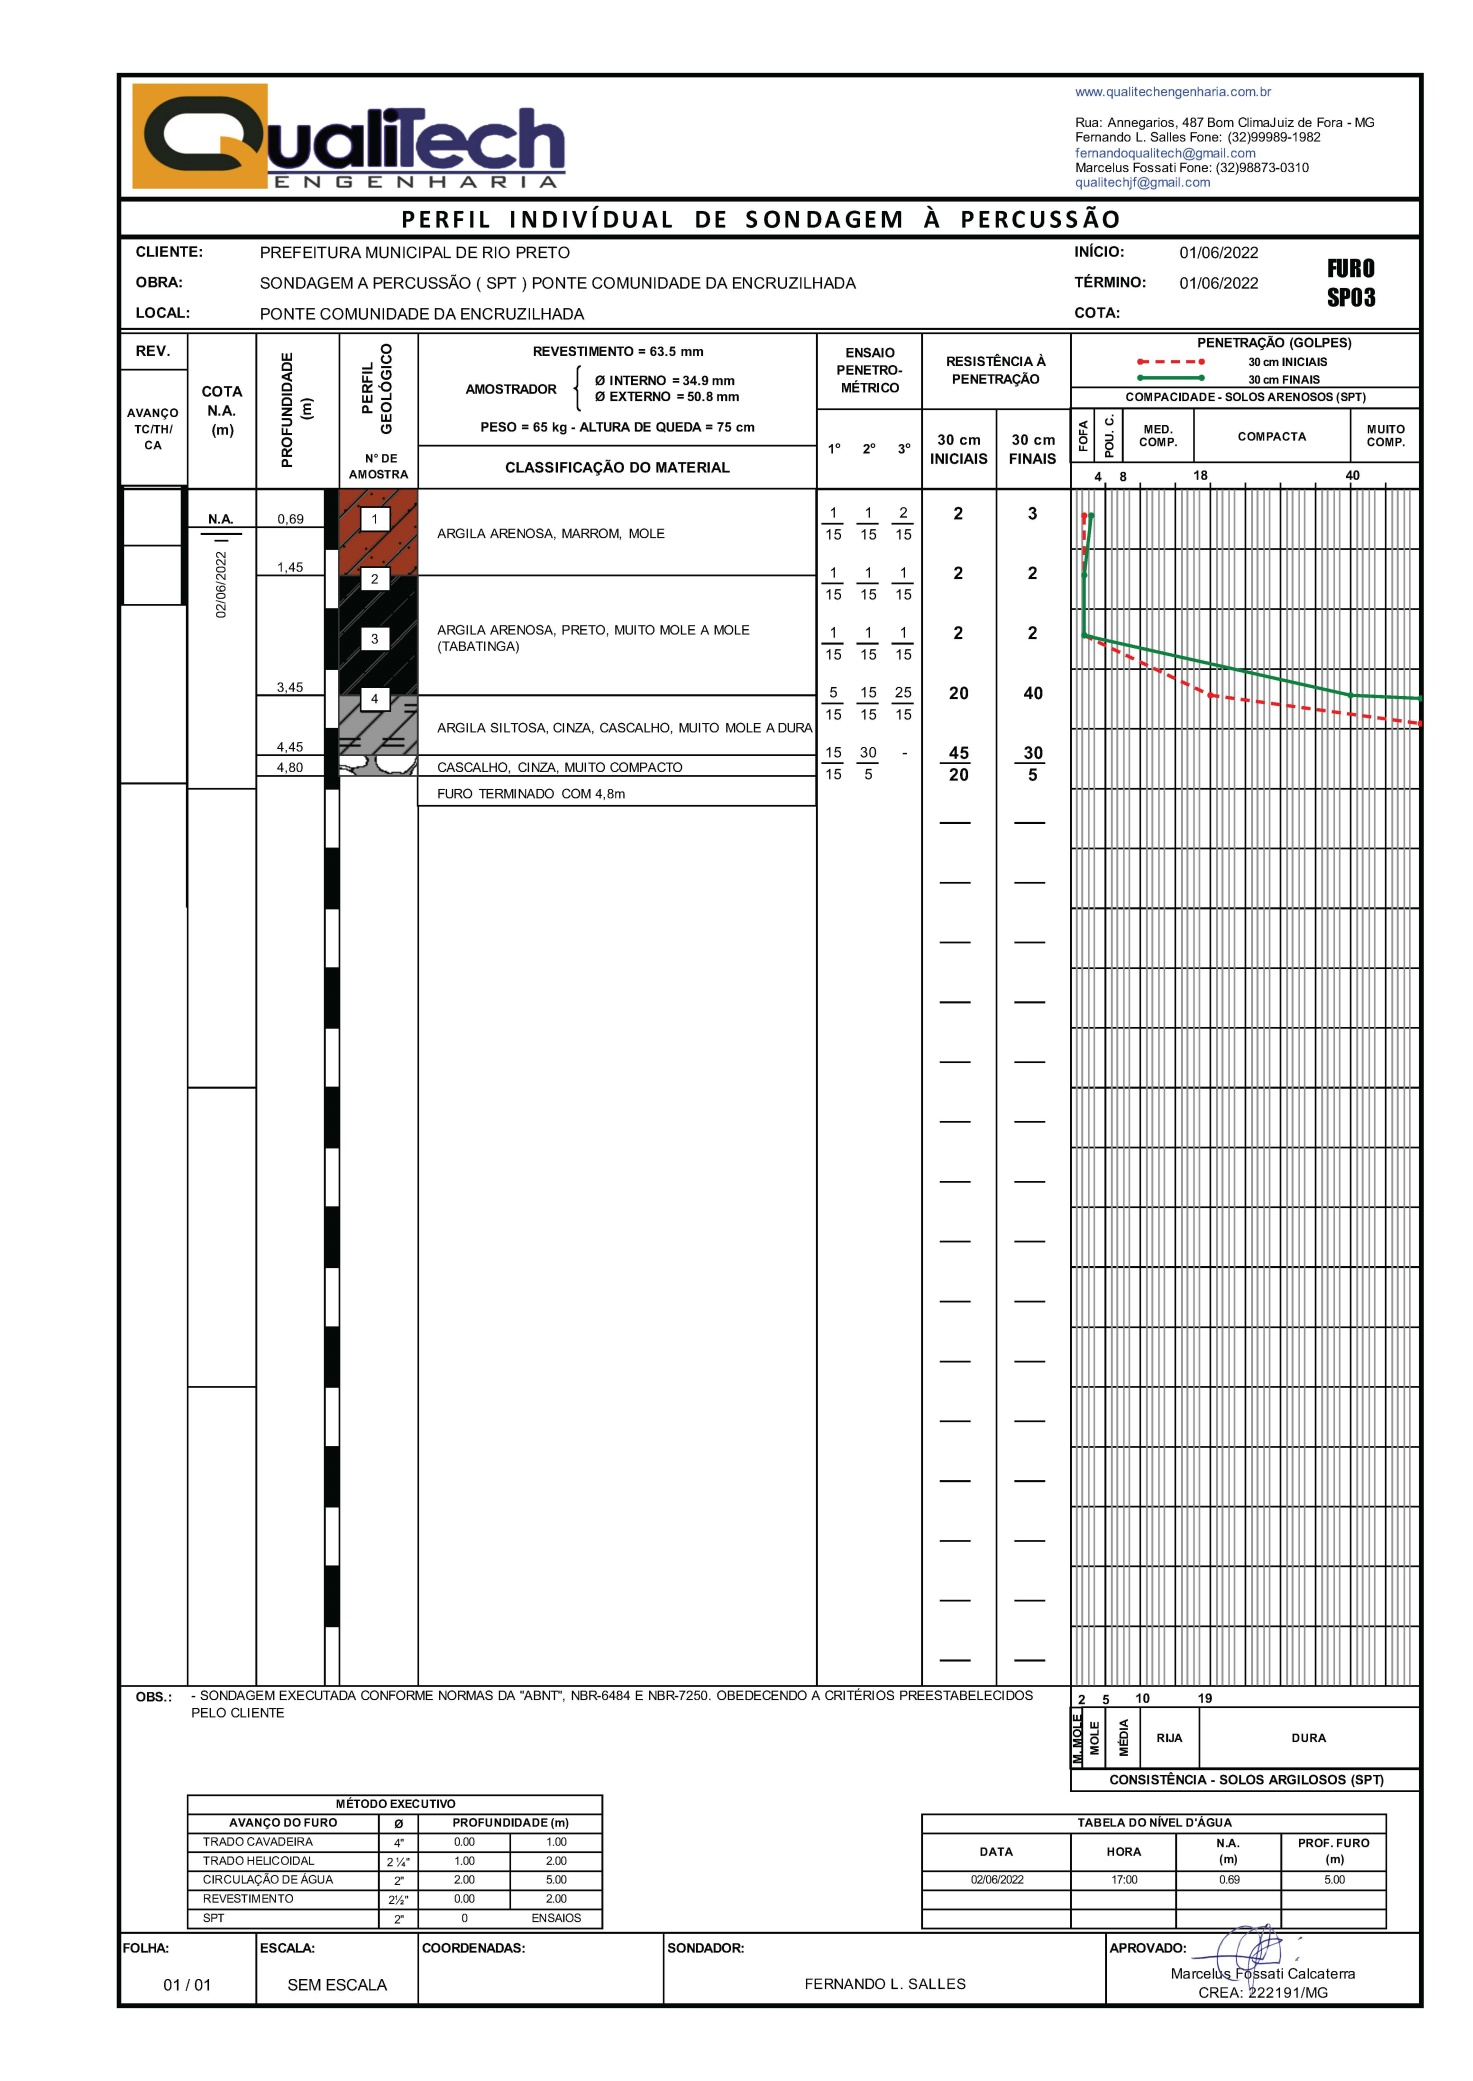 QualiTech
ENGENHARIA
www.qualitechengenharia.com.br
Rua: Annegarios, 487 Bom ClimaJuiz de Fora - MG
Fernando L. Salles Fone: (32)99989-1982
fernandoqualitech@gmail.com
Marcelus Fossati Fone: (32)98873-0310
qualitechjf@gmail.com
PERFIL INDIVÍDUAL DE SONDAGEM À PERCUSSÃO
CLIENTE: PREFEITURA MUNICIPAL DE RIO PRETO
INÍCIO: 01/06/2022
OBRA: SONDAGEM A PERCUSSÃO ( SPT ) PONTE COMUNIDADE DA ENCRUZILHADA
TÉRMINO: 01/06/2022
LOCAL: PONTE COMUNIDADE DA ENCRUZILHADA
COTA:
FURO
SP03
REV.
AVANÇO
TC/TH/
CA
COTA
N.A.
(m)
PROFUNDIDADE
(m)
PERFIL
GEOLÓGICO
N° DE
AMOSTRA
REVESTIMENTO = 63.5 mm
AMOSTRADOR
Ø INTERNO = 34.9 mm
Ø EXTERNO = 50.8 mm
PESO = 65 kg - ALTURA DE QUEDA = 75 cm
CLASSIFICAÇÃO DO MATERIAL
ENSAIO
PENETRO-
MÉTRICO
1º 2º 3º
RESISTÊNCIA À
PENETRAÇÃO
30 cm
INICIAIS
30 cm
FINAIS
PENETRAÇÃO (GOLPES)
30 cm INICIAIS
30 cm FINAIS
COMPACIDADE - SOLOS ARENOSOS (SPT)
FOFA
POU. C.
MED.
COMP.
COMPACTA
MUITO
COMP.
4 8 18 40
N.A.
02/06/2022
0,69
1
ARGILA ARENOSA, MARROM, MOLE
1 1 2
15 15 15
2 3
1,45
2
1 1 1
15 15 15
2 2
3
ARGILA ARENOSA, PRETO, MUITO MOLE A MOLE
(TABATINGA)
1 1 1
15 15 15
2 2
3,45
4
5 15 25
15 15 15
20 40
ARGILA SILTOSA, CINZA, CASCALHO, MUITO MOLE A DURA
4,45
15 30 -
15 5
45 30
20 5
4,80
CASCALHO, CINZA, MUITO COMPACTO
FURO TERMINADO COM 4,8m
OBS.: - SONDAGEM EXECUTADA CONFORME NORMAS DA "ABNT", NBR-6484 E NBR-7250. OBEDECENDO A CRITÉRIOS PREESTABELECIDOS
PELO CLIENTE
2 5 10 19
M. MOLE
MOLE
MÉDIA
RIJA
DURA
CONSISTÊNCIA - SOLOS ARGILOSOS (SPT)
MÉTODO EXECUTIVO
AVANÇO DO FURO Ø PROFUNDIDADE (m)
TRADO CAVADEIRA 4" 0.00 1.00
TRADO HELICOIDAL 2 ¼" 1.00 2.00
CIRCULAÇÃO DE ÁGUA 2" 2.00 5.00
REVESTIMENTO 2½" 0.00 2.00
SPT 2" 0 ENSAIOS
TABELA DO NÍVEL D'ÁGUA
DATA HORA N.A. (m) PROF. FURO (m)
02/06/2022 17:00 0.69 5.00
FOLHA:
01 / 01
ESCALA:
SEM ESCALA
COORDENADAS:
SONDADOR:
FERNANDO L. SALLES
APROVADO:
Marcelus Fossati Calcaterra
CREA: 222191/MG